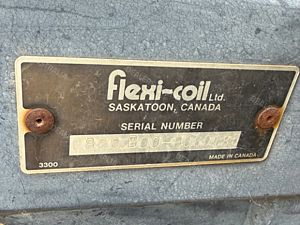 flexi-coil Ltd.
SASKATOON, CANADA
SERIAL NUMBER
3300
MADE IN CANADA